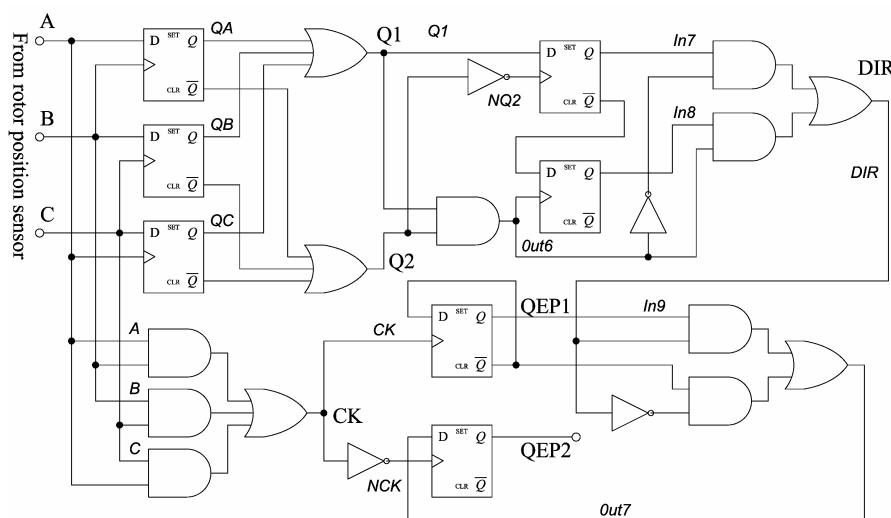 From rotor position sensor
A
D SET Q QA
CLR Q
Q1 Q1
D SET Q In7
CLR Q
DIR
NQ2
B
D SET Q QB
CLR Q
In8
D SET Q
CLR Q
DIR
C
D SET Q QC
CLR Q
Q2
0ut6
A
CK
D SET Q QEP1 In9
CLR Q
B
CK
C
NCK
D SET Q QEP2
CLR Q
0ut7